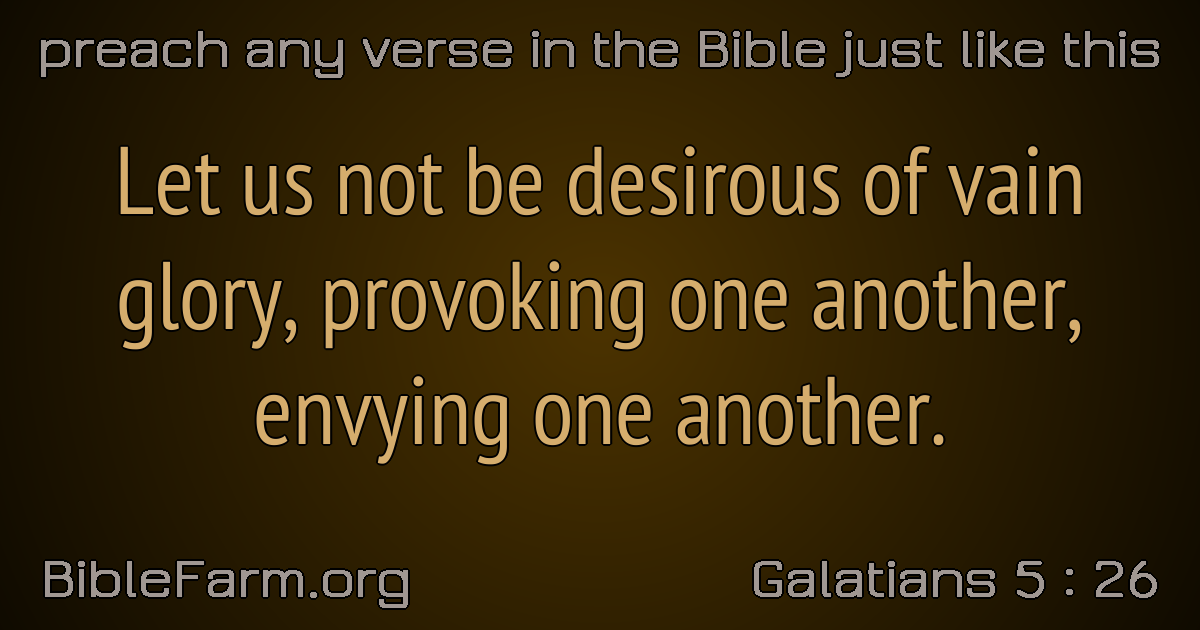 preach any verse in the Bible just like this
Let us not be desirous of vain
glory, provoking one another,
envying one another.
BibleFarm.org
Galatians 5 : 26